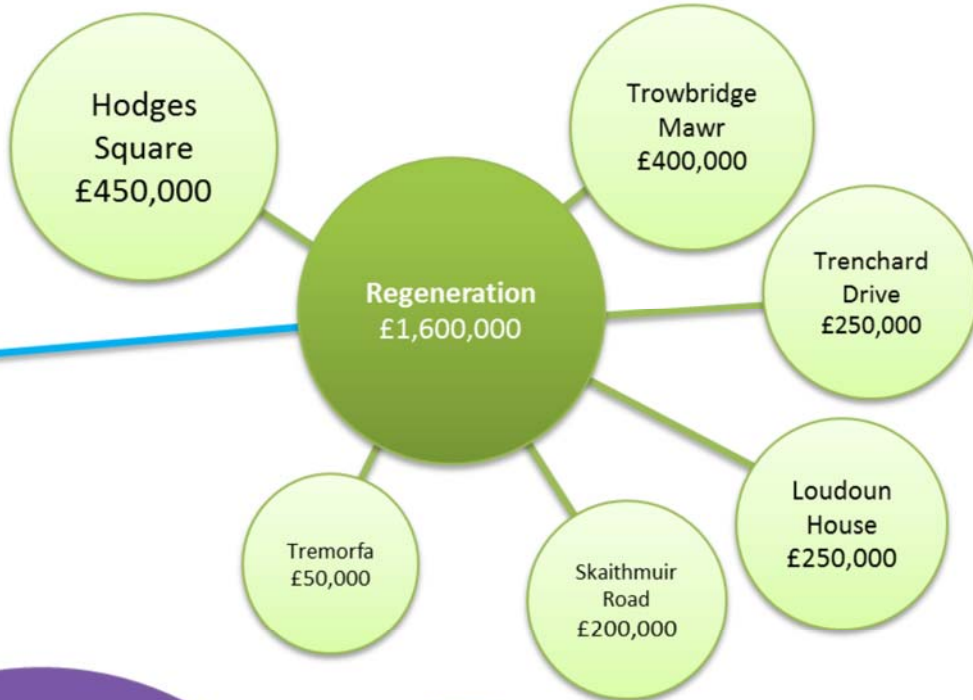 Hodges
Square
£450,000
Trowbridge
Mawr
£400,000
Regeneration
£1,600,000
Trenchard
Drive
£250,000
Loudoun
House
£250,000
Tremorfa
£50,000
Skaithmuir
Road
£200,000